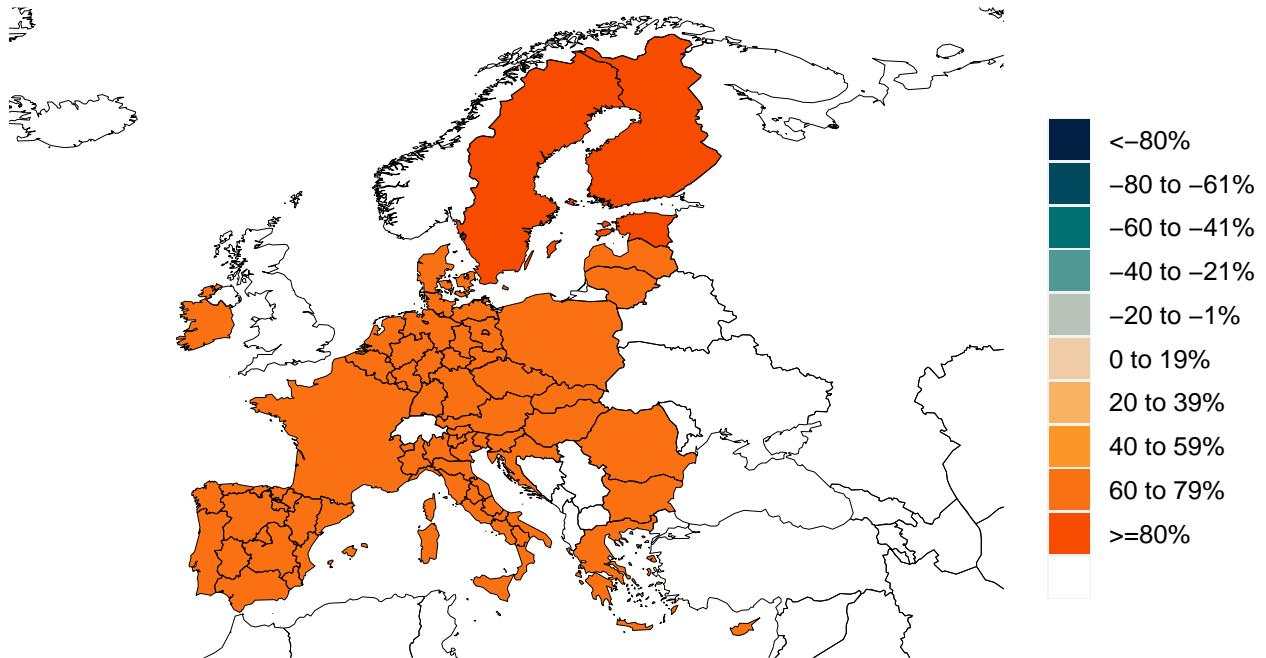 <−80%
−80 to −61%
−60 to −41%
−40 to −21%
−20 to −1%
0 to 19%
20 to 39%
40 to 59%
60 to 79%
>=80%